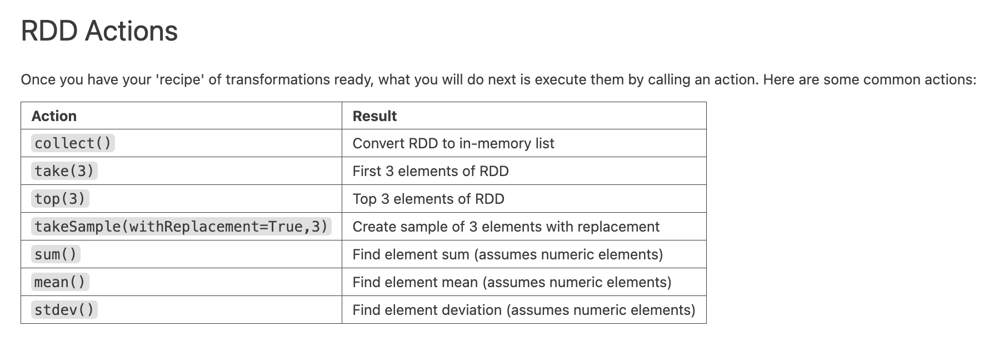 RDD Actions
Once you have your 'recipe' of transformations ready, what you will do next is execute them by calling an action. Here are some common actions:
Action Result
collect() Convert RDD to in-memory list
take(3) First 3 elements of RDD
top(3) Top 3 elements of RDD
takeSample(withReplacement=True,3) Create sample of 3 elements with replacement
sum() Find element sum (assumes numeric elements)
mean() Find element mean (assumes numeric elements)
stdev() Find element deviation (assumes numeric elements)